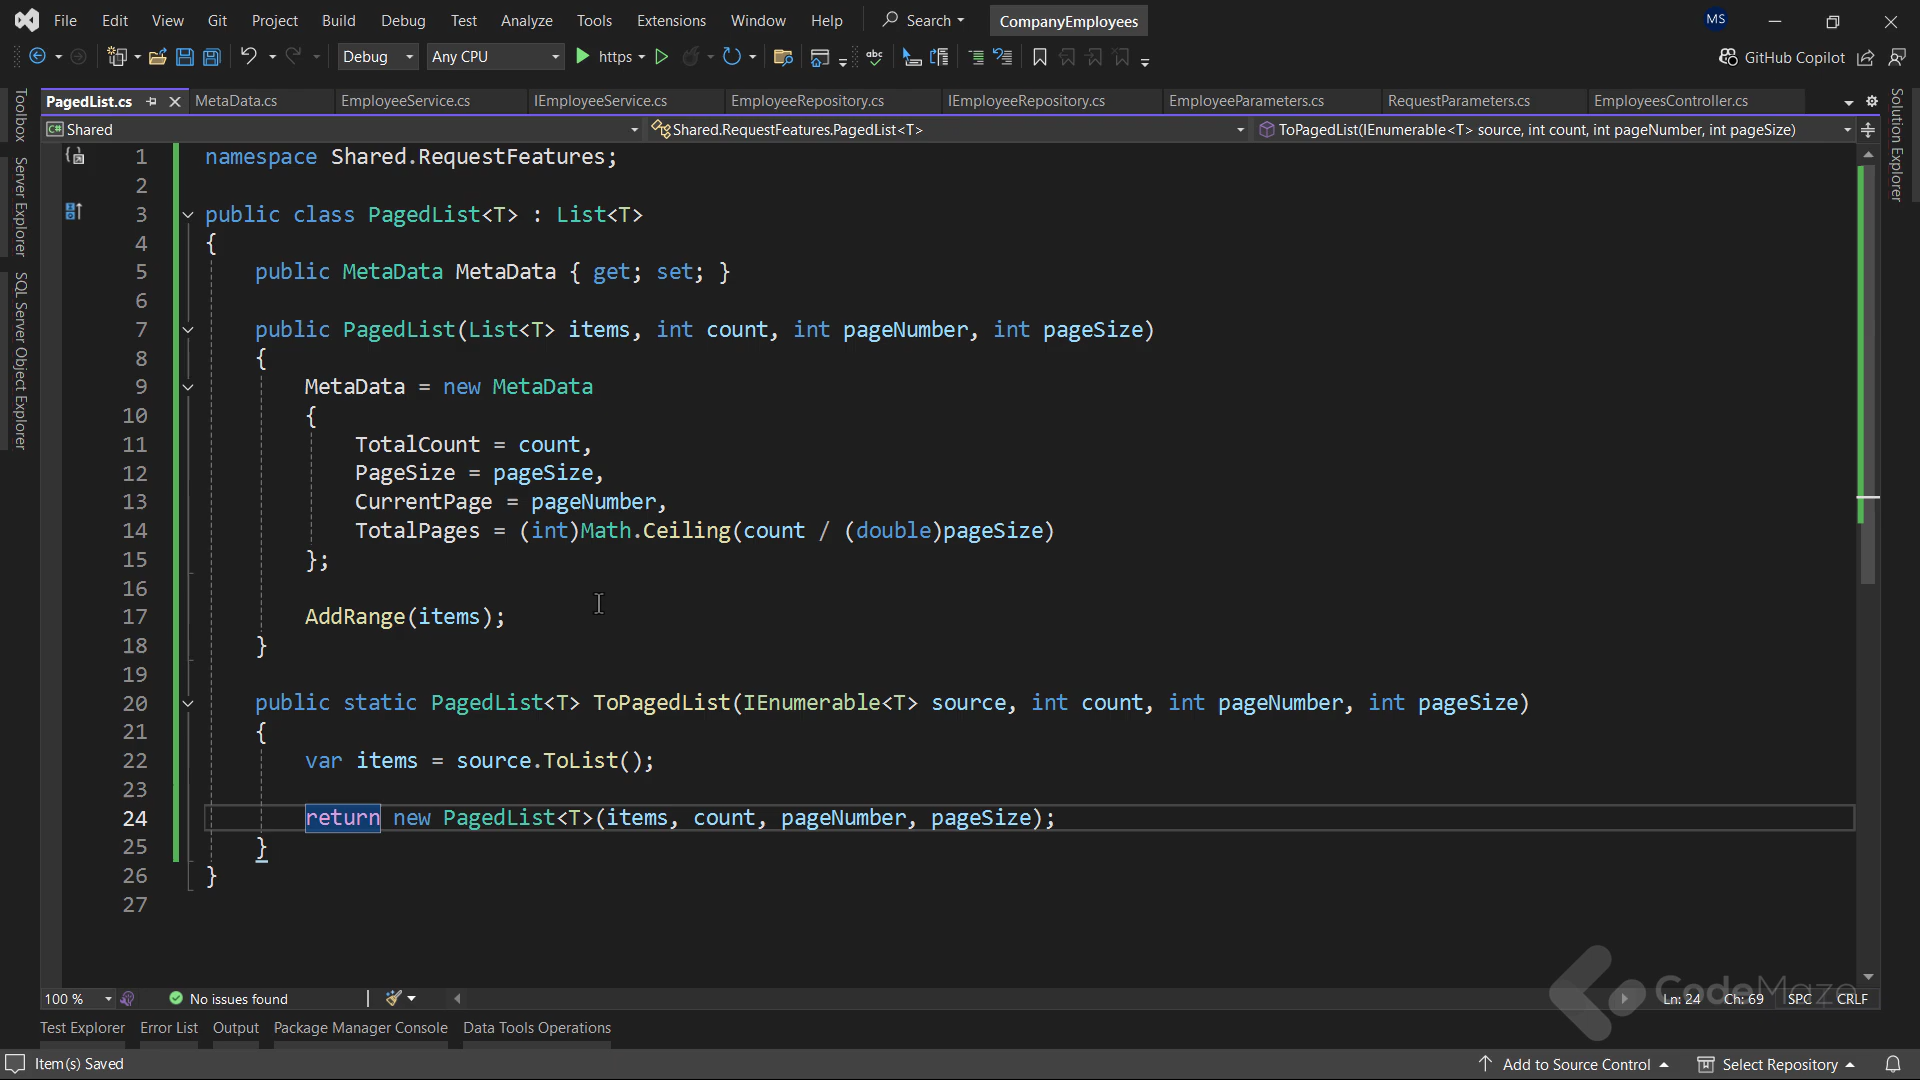 File Edit View Git Project Build Debug Test Analyze Tools Extensions Window Help Search CompanyEmployees MS
Debug Any CPU https GitHub Copilot
PagedList.cs MetaData.cs EmployeeService.cs IEmployeeService.cs EmployeeRepository.cs IEmployeeRepository.cs EmployeeParameters.cs RequestParameters.cs EmployeesController.cs
C# Shared Shared.RequestFeatures.PagedList<T> ToPagedList(IEnumerable<T> source, int count, int pageNumber, int pageSize)
Toolbox
Server Explorer
SQL Server Object Explorer
Solution Explorer
1 namespace Shared.RequestFeatures;
2
3 public class PagedList<T> : List<T>
4 {
5 public MetaData MetaData { get; set; }
6
7 public PagedList(List<T> items, int count, int pageNumber, int pageSize)
8 {
9 MetaData = new MetaData
10 {
11 TotalCount = count,
12 PageSize = pageSize,
13 CurrentPage = pageNumber,
14 TotalPages = (int)Math.Ceiling(count / (double)pageSize)
15 };
16
17 AddRange(items);
18 }
19
20 public static PagedList<T> ToPagedList(IEnumerable<T> source, int count, int pageNumber, int pageSize)
21 {
22 var items = source.ToList();
23
24 return new PagedList<T>(items, count, pageNumber, pageSize);
25 }
26 }
27
CodeMaze
100 % No issues found Ln: 24 Ch: 69 SPC CRLF
Test Explorer Error List Output Package Manager Console Data Tools Operations
Item(s) Saved Add to Source Control Select Repository